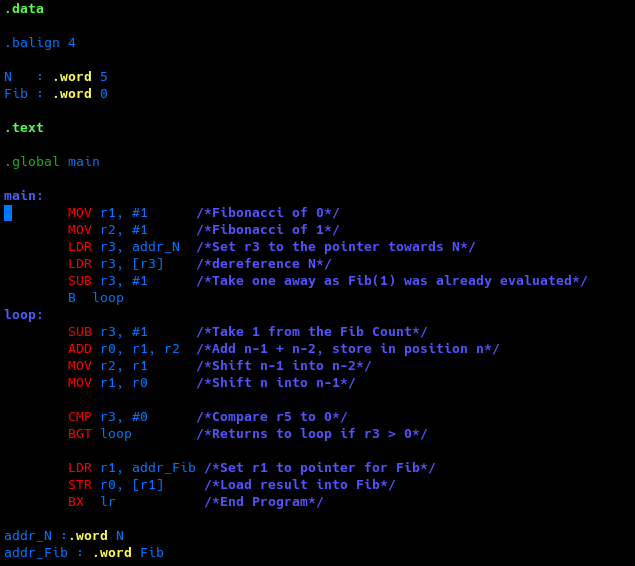 .data
.balign 4
N   : .word 5
Fib : .word 0
.text
.global main
main:
        MOV r1, #1      /*Fibonacci of 0*/
        MOV r2, #1      /*Fibonacci of 1*/
        LDR r3, addr_N  /*Set r3 to the pointer towards N*/
        LDR r3, [r3]    /*dereference N*/
        SUB r3, #1      /*Take one away as Fib(1) was already evaluated*/
        B  loop
loop:
        SUB r3, #1      /*Take 1 from the Fib Count*/
        ADD r0, r1, r2  /*Add n-1 + n-2, store in position n*/
        MOV r2, r1      /*Shift n-1 into n-2*/
        MOV r1, r0      /*Shift n into n-1*/
        CMP r3, #0      /*Compare r5 to 0*/
        BGT loop        /*Returns to loop if r3 > 0*/
        LDR r1, addr_Fib /*Set r1 to pointer for Fib*/
        STR r0, [r1]     /*Load result into Fib*/
        BX  lr           /*End Program*/
addr_N :.word N
addr_Fib : .word Fib